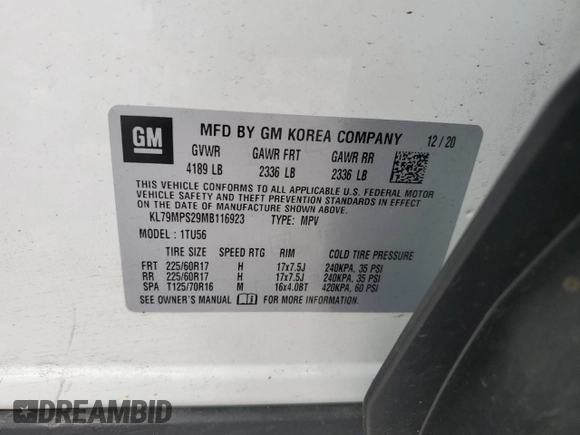 GM
MFD BY GM KOREA COMPANY 12/20
GVWR GAWR FRT GAWR RR
4189 LB 2336 LB 2336 LB
THIS VEHICLE CONFORMS TO ALL APPLICABLE U.S. FEDERAL MOTOR
VEHICLE SAFETY AND THEFT PREVENTION STANDARDS IN EFFECT
ON THE DATE OF MANUFACTURE SHOWN ABOVE.
KL79MPS29MB116923 TYPE: MPV
MODEL : 1TU56
TIRE SIZE SPEED RTG RIM COLD TIRE PRESSURE
FRT 225/60R17 H 17x7.5J 240KPA, 35 PSI
RR 225/60R17 H 17x7.5J 240KPA, 35 PSI
SPA T125/70R16 M 16x4.0BT 420KPA, 60 PSI
SEE OWNER'S MANUAL FOR MORE INFORMATION
DREAMBID